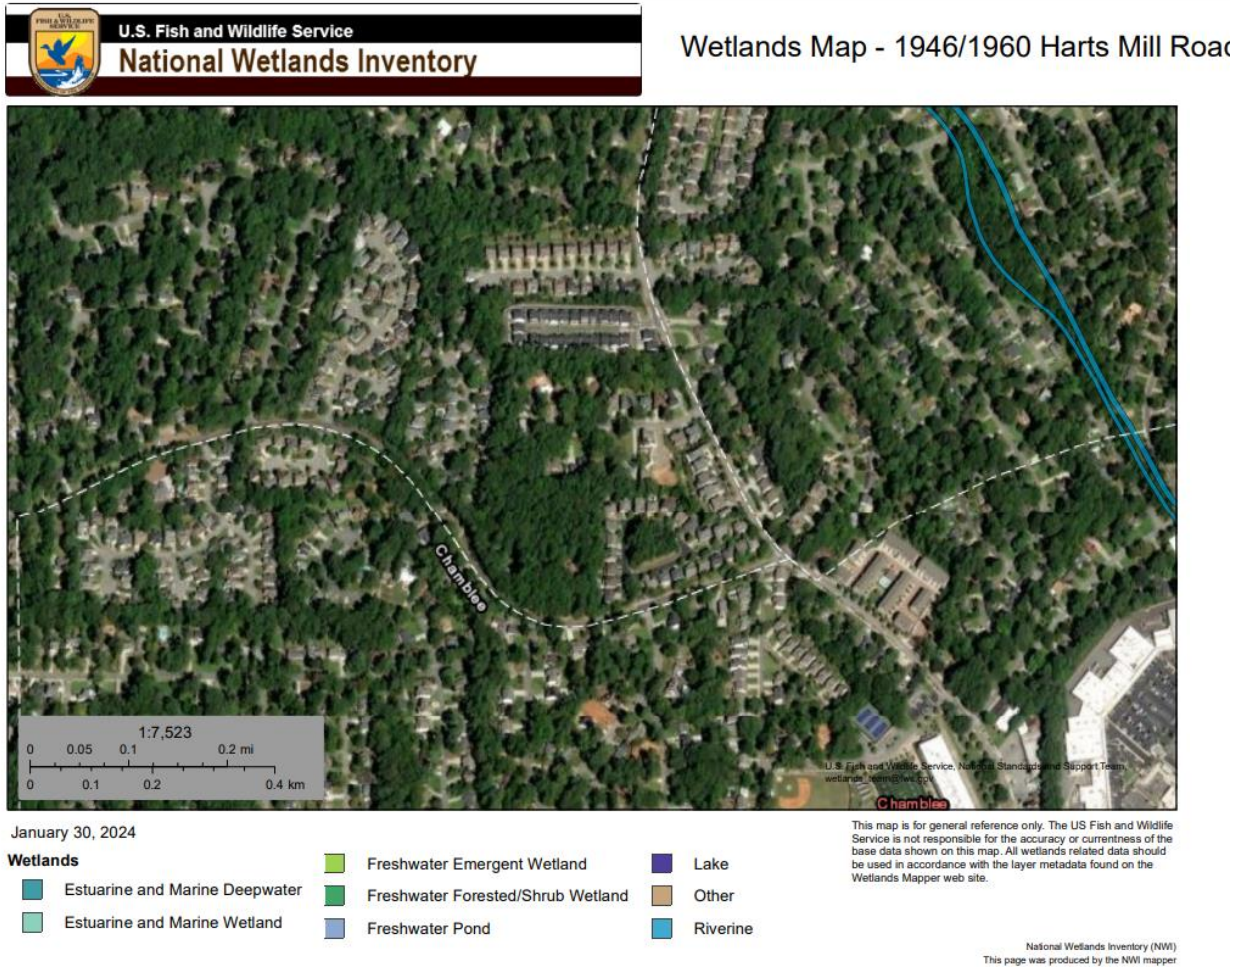 U.S.
FISH & WILDLIFE
SERVICE
U.S. Fish and Wildlife Service
National Wetlands Inventory
Wetlands Map - 1946/1960 Harts Mill Road
Chamblee
1:7,523
0 0.05 0.1 0.2 mi
0 0.1 0.2 0.4 km
U.S. Fish and Wildlife Service, National Standards and Support Team,
wetlands_team@fws.gov
Chamblee
January 30, 2024
This map is for general reference only. The US Fish and Wildlife
Service is not responsible for the accuracy or currentness of the
base data shown on this map. All wetlands related data should
be used in accordance with the layer metadata found on the
Wetlands Mapper web site.
Wetlands
Estuarine and Marine Deepwater
Estuarine and Marine Wetland
Freshwater Emergent Wetland
Freshwater Forested/Shrub Wetland
Freshwater Pond
Lake
Other
Riverine
National Wetlands Inventory (NWI)
This page was produced by the NWI mapper